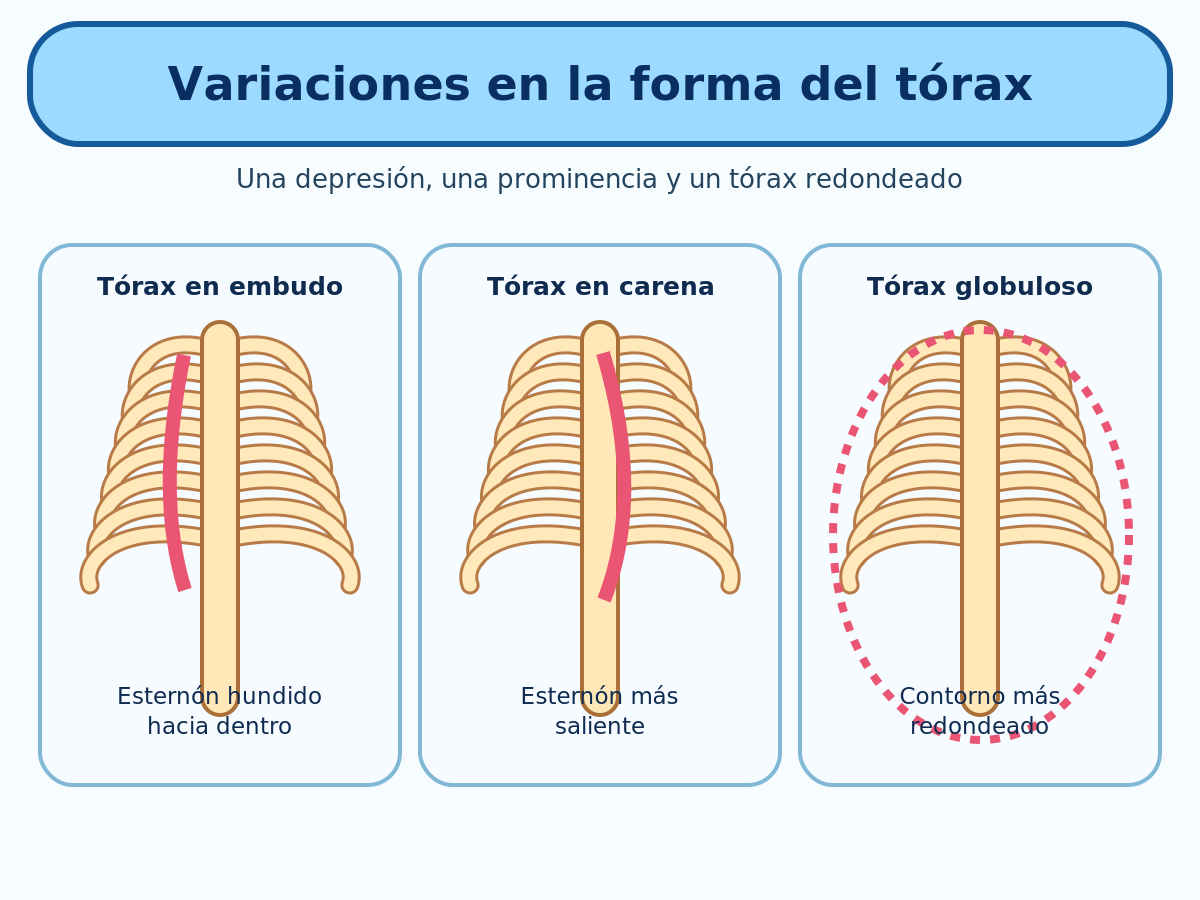 Variaciones en la forma del tórax
Una depresión, una prominencia y un tórax redondeado
Tórax en embudo
Esternón hundido
hacia dentro
Tórax en carena
Esternón más
saliente
Tórax globuloso
Contorno más
redondeado